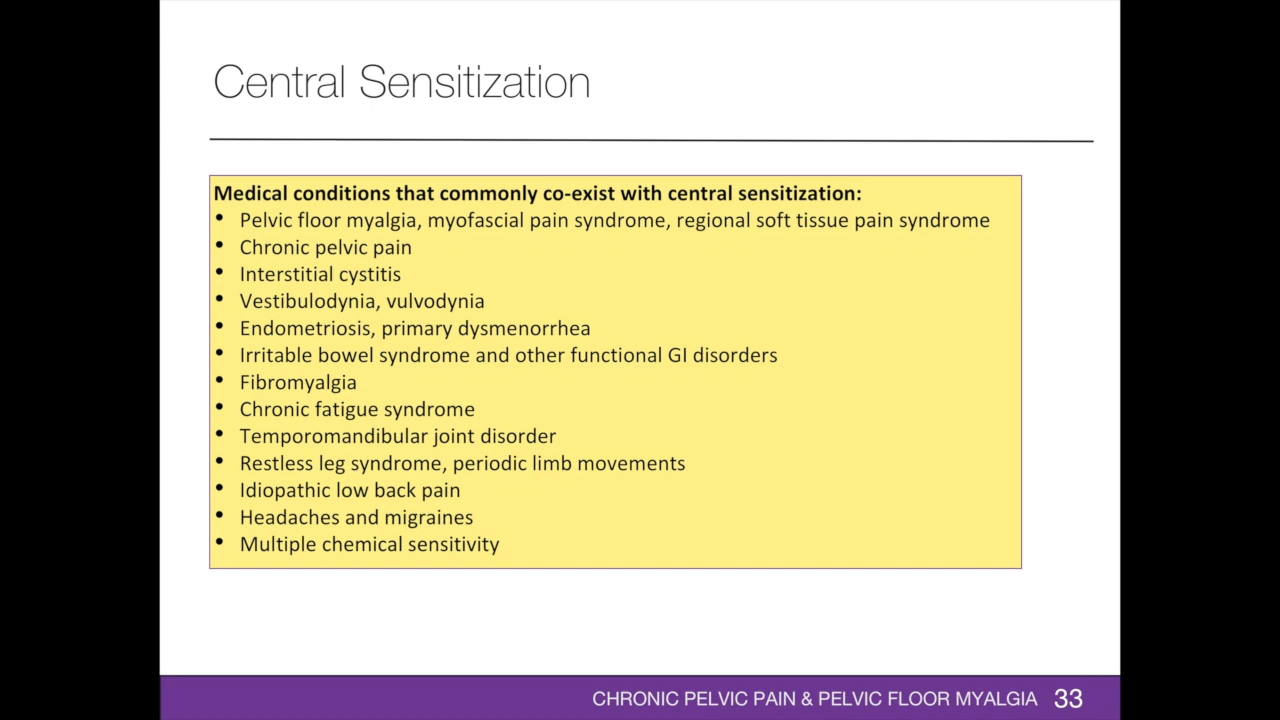 Central Sensitization
Medical conditions that commonly co-exist with central sensitization:
• Pelvic floor myalgia, myofascial pain syndrome, regional soft tissue pain syndrome
• Chronic pelvic pain
• Interstitial cystitis
• Vestibulodynia, vulvodynia
• Endometriosis, primary dysmenorrhea
• Irritable bowel syndrome and other functional GI disorders
• Fibromyalgia
• Chronic fatigue syndrome
• Temporomandibular joint disorder
• Restless leg syndrome, periodic limb movements
• Idiopathic low back pain
• Headaches and migraines
• Multiple chemical sensitivity
CHRONIC PELVIC PAIN & PELVIC FLOOR MYALGIA 33